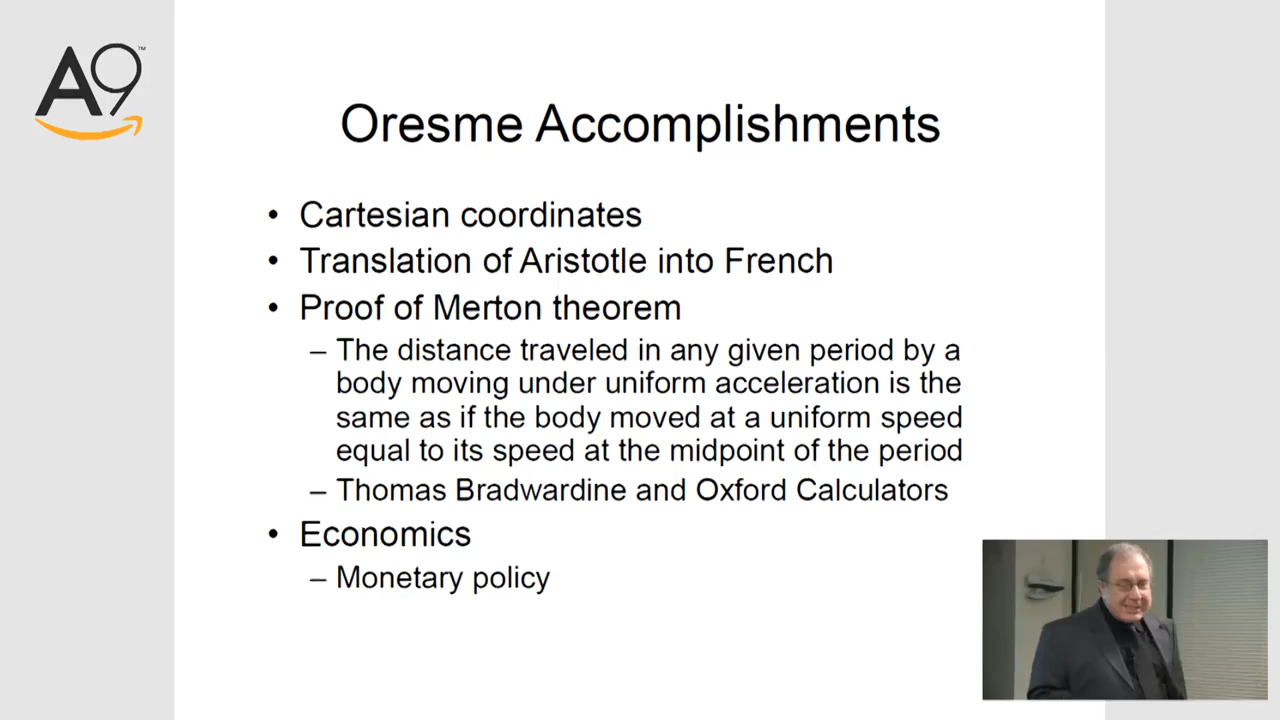 A9™
Oresme Accomplishments
• Cartesian coordinates
• Translation of Aristotle into French
• Proof of Merton theorem
– The distance traveled in any given period by a
body moving under uniform acceleration is the
same as if the body moved at a uniform speed
equal to its speed at the midpoint of the period
– Thomas Bradwardine and Oxford Calculators
• Economics
– Monetary policy